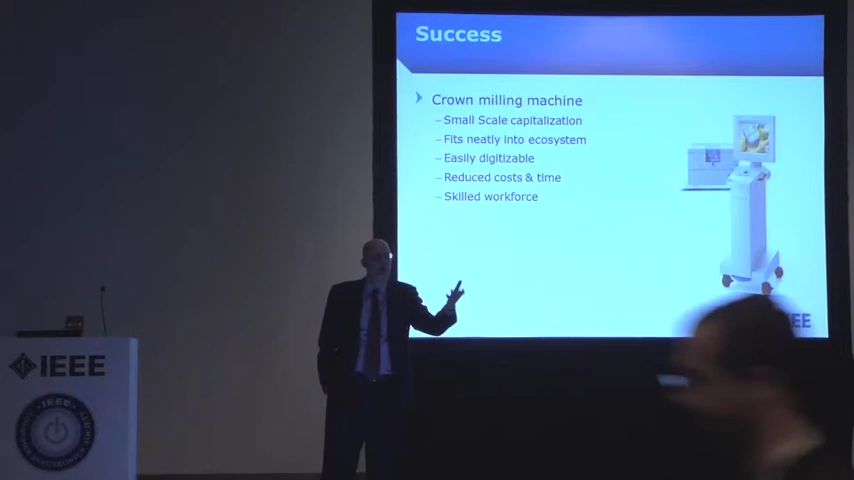 Success
Crown milling machine
– Small Scale capitalization
– Fits neatly into ecosystem
– Easily digitizable
– Reduced costs & time
– Skilled workforce
EE
IEEE
IEEE